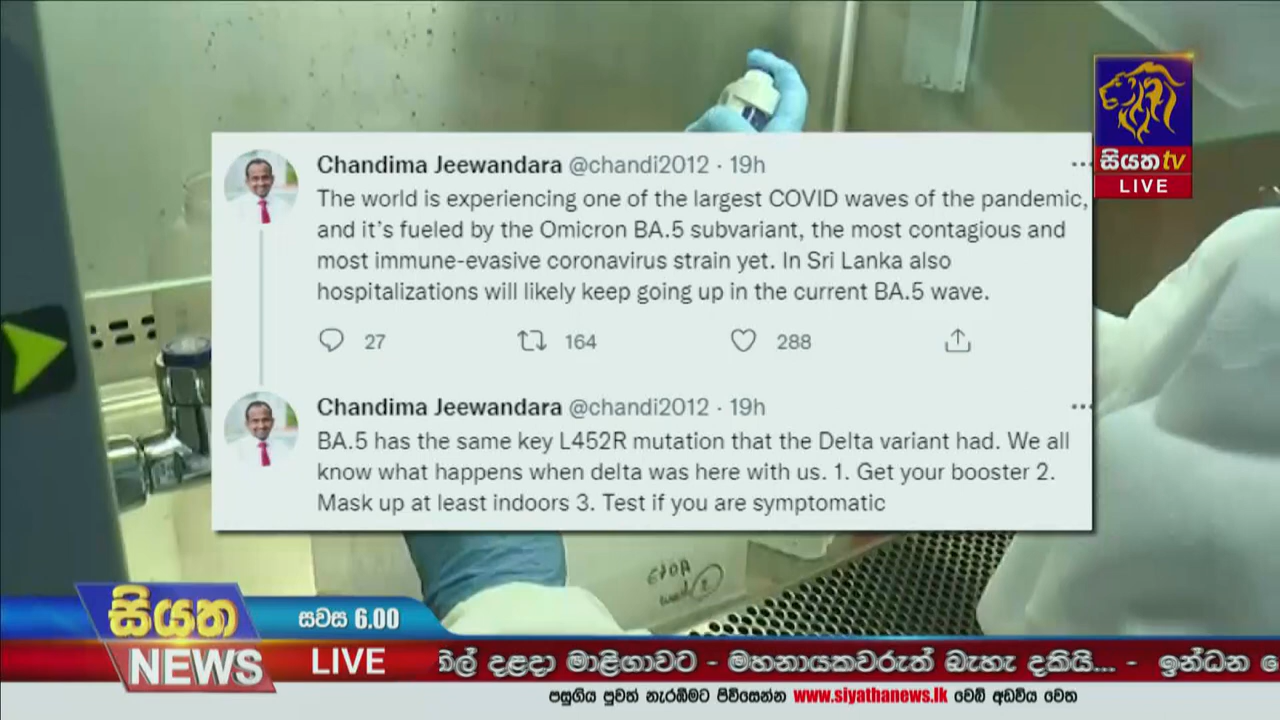 සියත tv
LIVE
Chandima Jeewandara @chandi2012 · 19h
The world is experiencing one of the largest COVID waves of the pandemic,
and it's fueled by the Omicron BA.5 subvariant, the most contagious and
most immune-evasive coronavirus strain yet. In Sri Lanka also
hospitalizations will likely keep going up in the current BA.5 wave.
27 164 288
Chandima Jeewandara @chandi2012 · 19h
BA.5 has the same key L452R mutation that the Delta variant had. We all
know what happens when delta was here with us. 1. Get your booster 2.
Mask up at least indoors 3. Test if you are symptomatic
සියත
NEWS
සවස 6.00
LIVE
දළදා මාළිගාවට - මහනායකවරුත් බැහැ දකියි... - ඉන්ධන
පසුගිය පුවත් නැරඹීමට පිවිසෙන්න www.siyathanews.lk වෙබ් අඩවිය වෙත